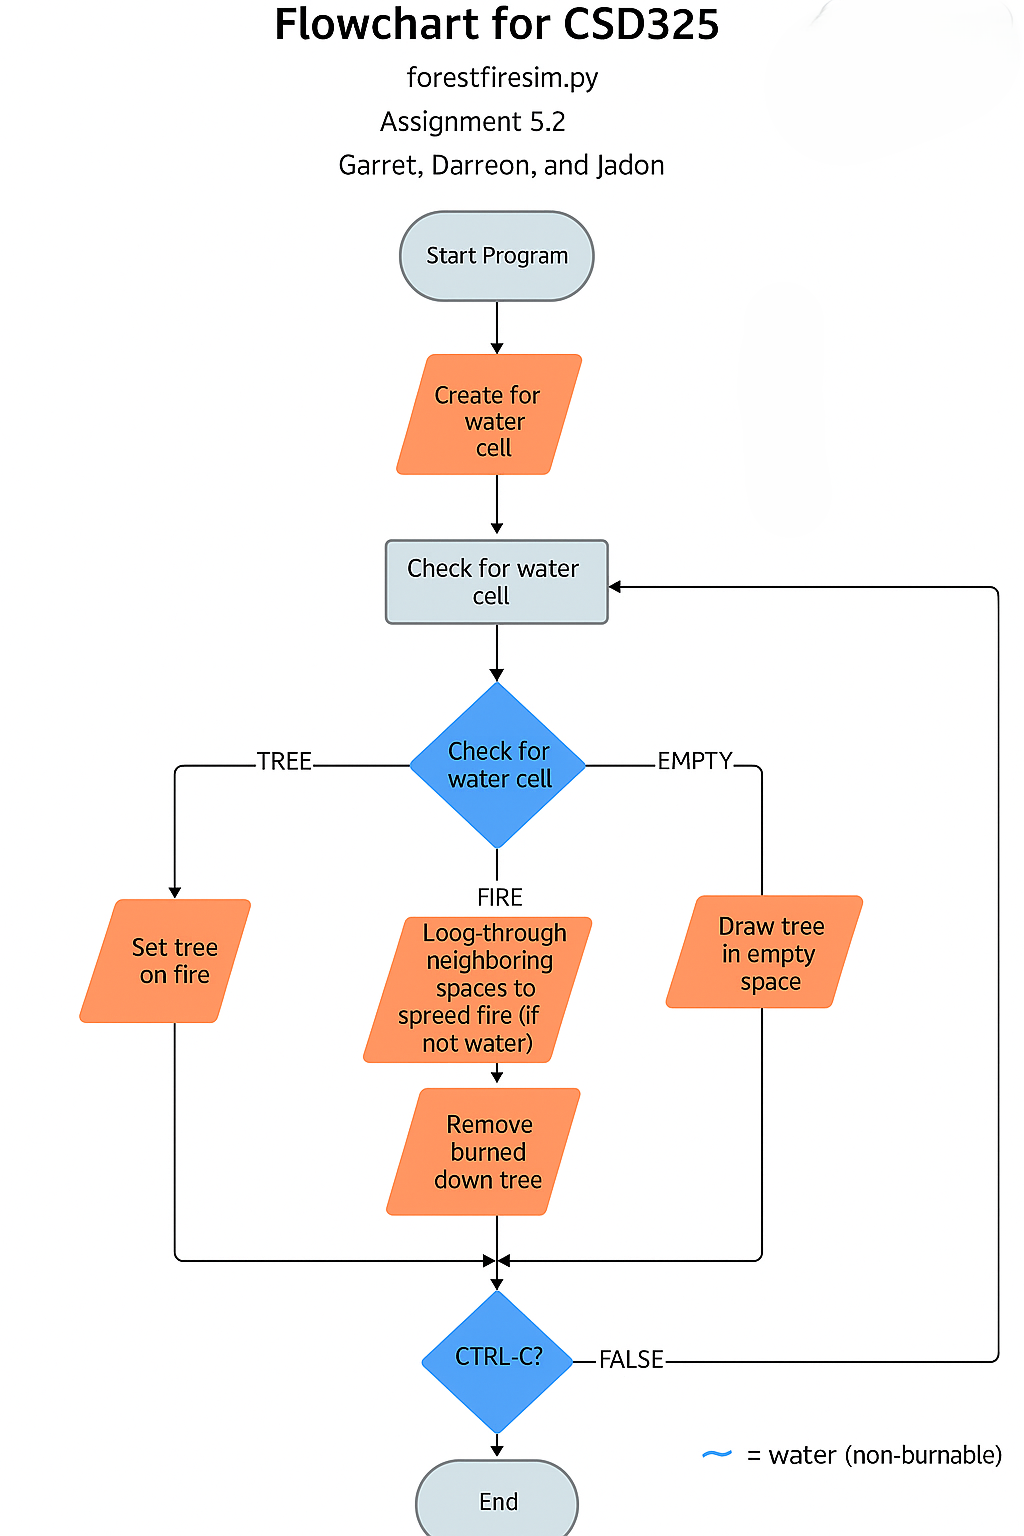 Flowchart for CSD325
forestfiresim.py
Assignment 5.2
Garret, Darreon, and Jadon
Start Program
Create for
water
cell
Check for water
cell
Check for
water cell
TREE
EMPTY
FIRE
Set tree
on fire
Loog-through
neighboring
spaces to
spreed fire (if
not water)
Draw tree
in empty
space
Remove
burned
down tree
CTRL-C?
FALSE
~ = water (non-burnable)
End